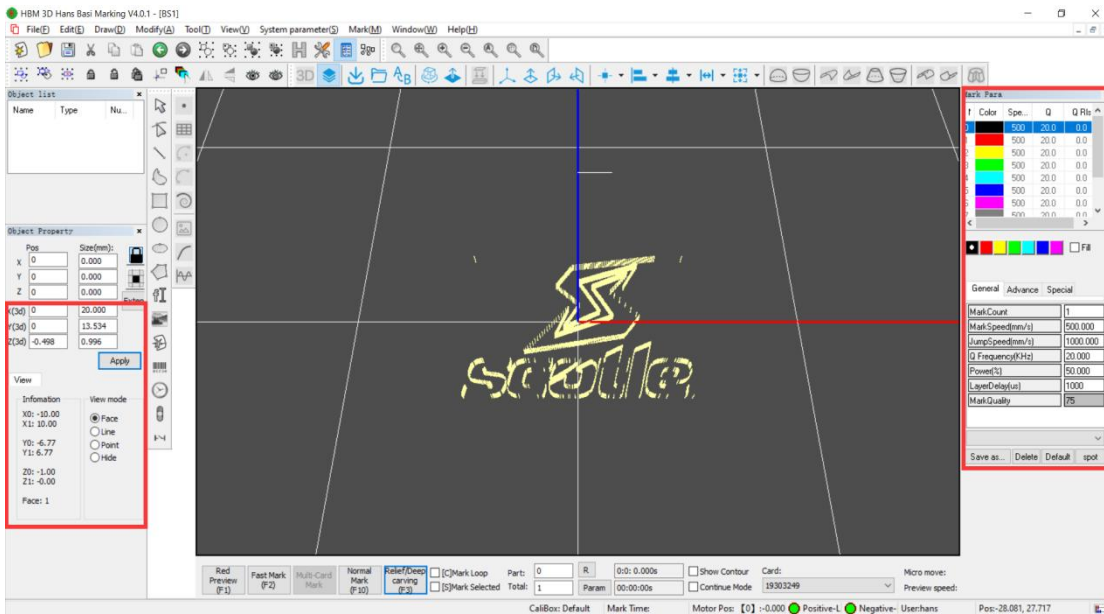 HBM 3D Hans Basi Marking V4.0.1 - [BS1]
File(F) Edit(E) Draw(D) Modify(A) Tool(T) View(V) System parameter(S) Mark(M) Window(W) Help(H)
3D
Object list
Name Type Nu...
Object Property
Pos Size(mm):
X 0 0.000
Y 0 0.000
Z 0 0.000
X(3d) 0 20.000
Y(3d) 0 13.534
Z(3d) -0.498 0.996
Apply
View
Infomation View mode
X0: -10.00 Face
X1: 10.00 Line
Y0: -6.77 Point
Y1: 6.77 Hide
Z0: -1.00
Z1: -0.00
Face: 1
Mark Para
Color Spe... Q Q Rls
500 20.0 0.0
500 20.0 0.0
500 20.0 0.0
500 20.0 0.0
500 20.0 0.0
500 20.0 0.0
500 20.0 0.0
500 20.0 0.0
Fill
General Advance Special
MarkCount 1
MarkSpeed(mm/s) 500.000
JumpSpeed(mm/s) 1000.000
Q Frequency(KHz) 20.000
Power(%) 50.000
LayerDelay(us) 1000
MarkQuality 75
Save as... Delete Default spot
Red Preview (F1)
Fast Mark (F2)
Multi-Card Mark
Normal Mark (F10)
Relief/Deep carving (F3)
[C]Mark Loop Part: 0 R 0:0: 0.000s Show Contour Card: Micro move:
[S]Mark Selected Total: 1 Param 00:00:00s Continue Mode 19303249 Preview speed:
CaliBox: Default Mark Time: Motor Pos: 【0】:-0.000 Positive-L Negative- User:hans Pos:-28.081, 27.717